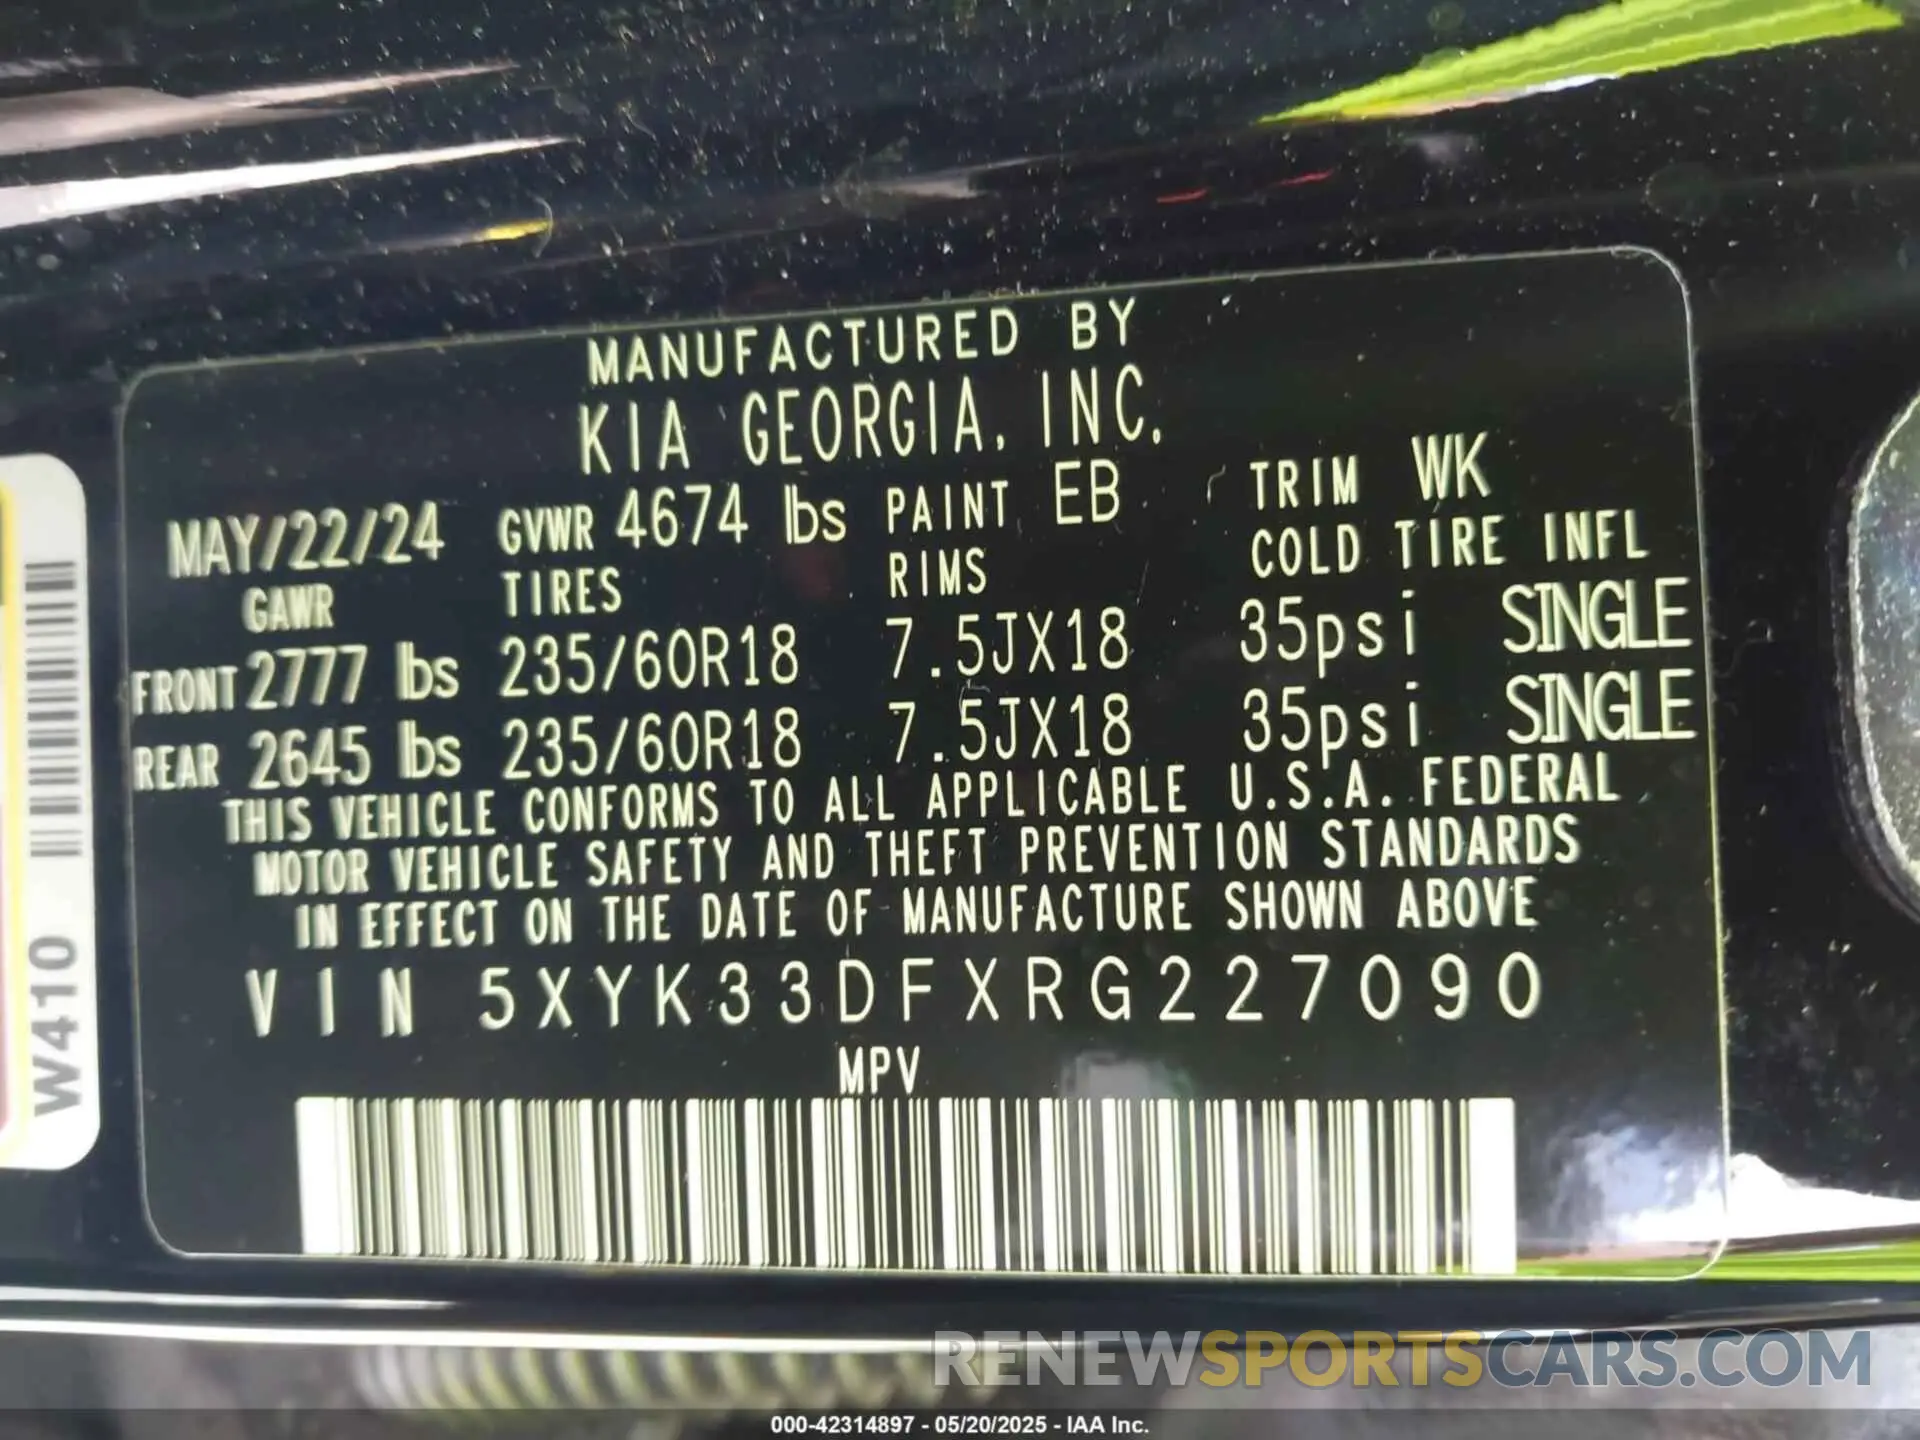 MANUFACTURED BY
KIA GEORGIA, INC.
MAY/22/24 GVWR 4674 lbs PAINT EB TRIM WK
GAWR TIRES RIMS COLD TIRE INFL
FRONT 2777 lbs 235/60R18 7.5JX18 35psi SINGLE
REAR 2645 lbs 235/60R18 7.5JX18 35psi SINGLE
THIS VEHICLE CONFORMS TO ALL APPLICABLE U.S.A. FEDERAL
MOTOR VEHICLE SAFETY AND THEFT PREVENTION STANDARDS
IN EFFECT ON THE DATE OF MANUFACTURE SHOWN ABOVE
VIN 5XYK33DFXRG227090
MPV
W410
RENEWSPORTSCARS.COM
000-42314897 - 05/20/2025 - IAA Inc.